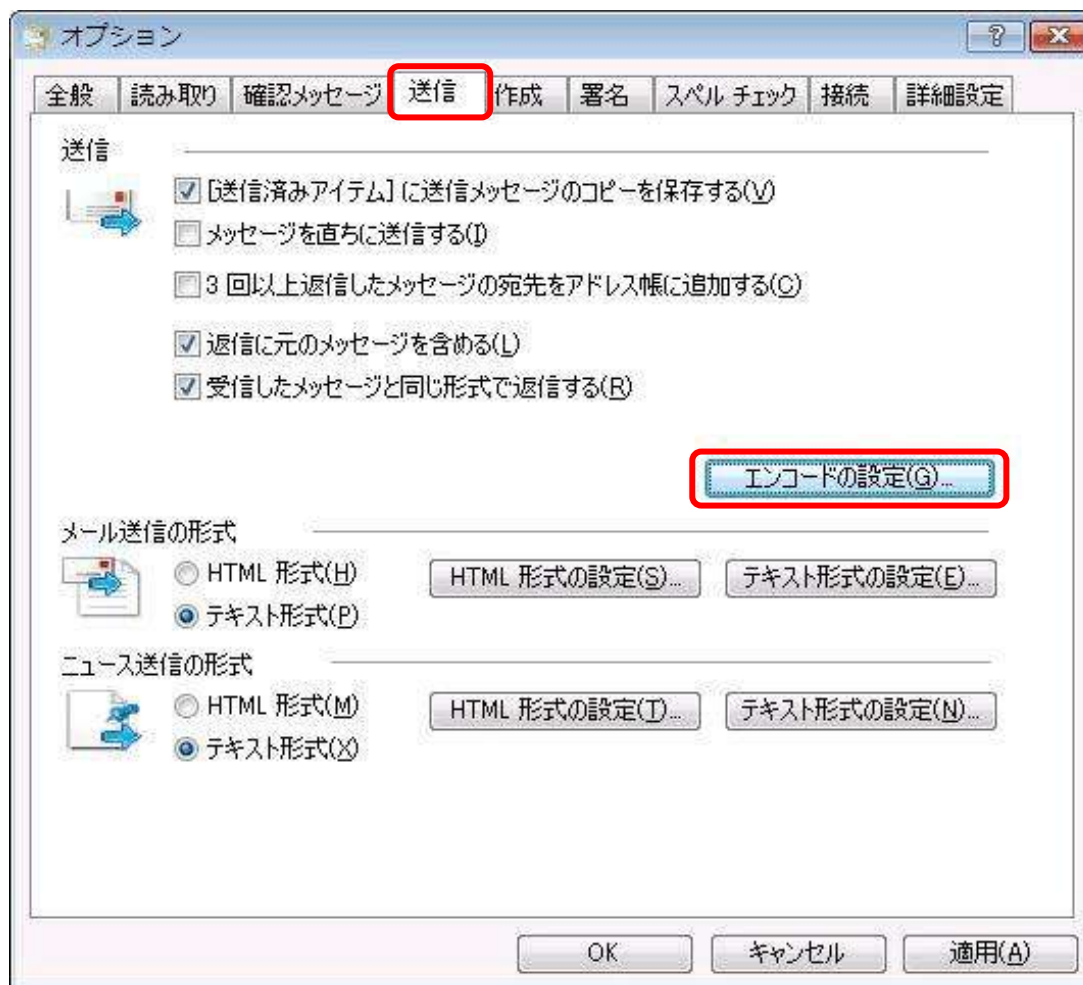 オプション
全般 読み取り 確認メッセージ 送信 作成 署名 スペル チェック 接続 詳細設定
送信
[送信済みアイテム] に送信メッセージのコピーを保存する(V)
メッセージを直ちに送信する(I)
3 回以上返信したメッセージの宛先をアドレス帳に追加する(C)
返信に元のメッセージを含める(L)
受信したメッセージと同じ形式で返信する(R)
エンコードの設定(G)...
メール送信の形式
HTML 形式(H) HTML 形式の設定(S)... テキスト形式の設定(E)...
テキスト形式(P)
ニュース送信の形式
HTML 形式(M) HTML 形式の設定(T)... テキスト形式の設定(N)...
テキスト形式(X)
OK キャンセル 適用(A)